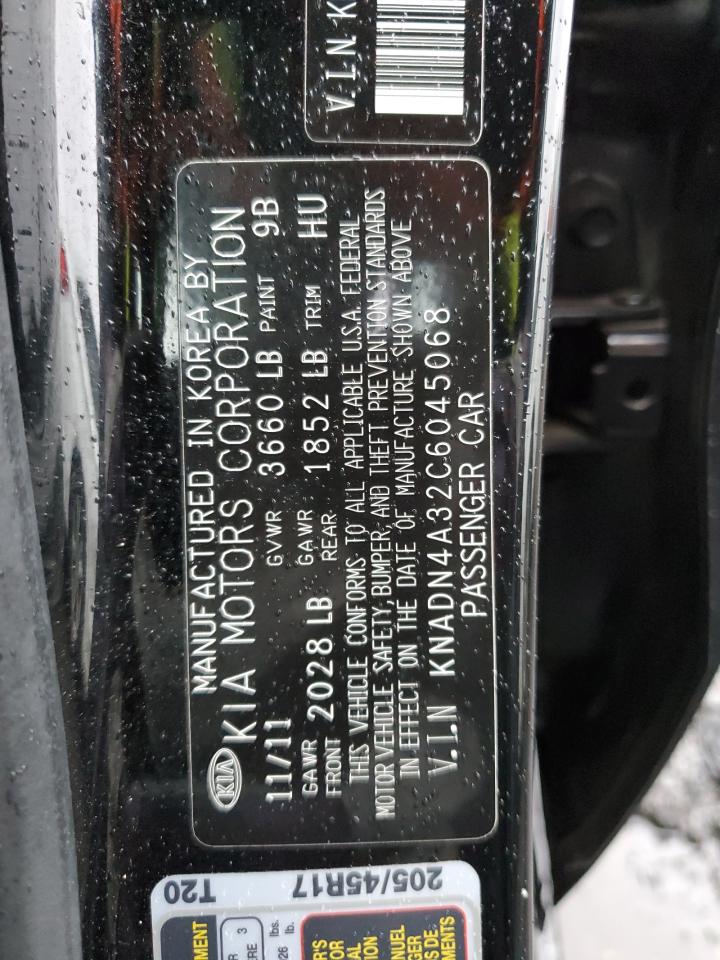 V.I.N K
MANUFACTURED IN KOREA BY
KIA KIA MOTORS CORPORATION
11/11 GVWR 3660 LB PAINT 9B
GAWR FRONT 2028 LB GAWR REAR 1852 LB TRIM HU
THIS VEHICLE CONFORMS TO ALL APPLICABLE U.S.A. FEDERAL
MOTOR VEHICLE SAFETY, BUMPER, AND THEFT PREVENTION STANDARDS
IN EFFECT ON THE DATE OF MANUFACTURE SHOWN ABOVE
V.I.N KNADN4A32C6045068
PASSENGER CAR
T20
205/45R17